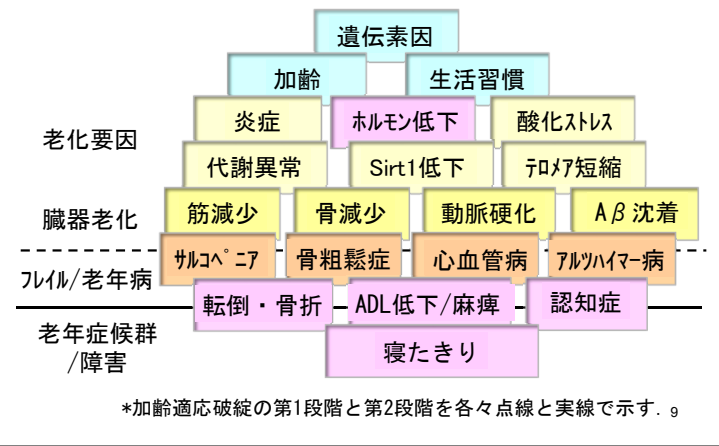 遺伝素因
加齢 生活習慣
炎症 ホルモン低下 酸化ストレス
老化要因
代謝異常 Sirt1低下 テロメア短縮
臓器老化 筋減少 骨減少 動脈硬化 Aβ沈着
サルコペニア 骨粗鬆症 心血管病 アルツハイマー病
フレイル/老年病
転倒・骨折 ADL低下/麻痺 認知症
老年症候群
/障害
寝たきり
*加齢適応破綻の第1段階と第2段階を各々点線と実線で示す. 9